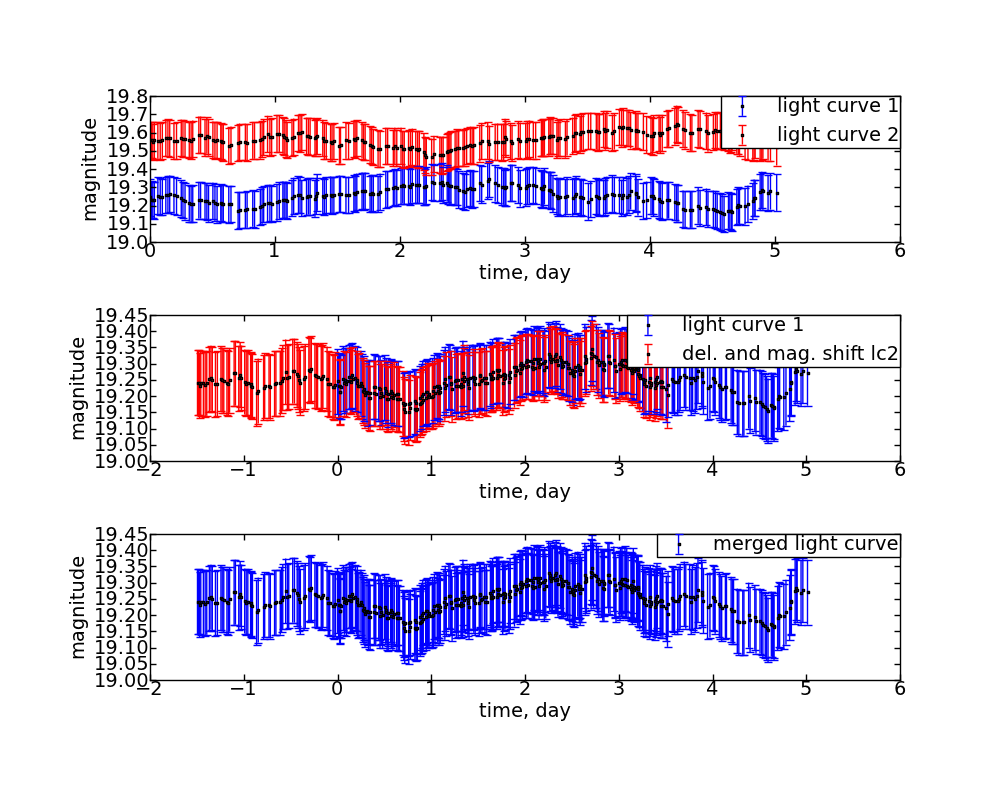 19.8
19.7
19.6
19.5
19.4
19.3
19.2
19.1
19.0
magnitude
light curve 1
light curve 2
0 1 2 3 4 5 6
time, day
19.45
19.40
19.35
19.30
19.25
19.20
19.15
19.10
19.05
19.00
magnitude
light curve 1
del. and mag. shift lc2
−2 −1 0 1 2 3 4 5 6
time, day
19.45
19.40
19.35
19.30
19.25
19.20
19.15
19.10
19.05
19.00
magnitude
merged light curve
−2 −1 0 1 2 3 4 5 6
time, day